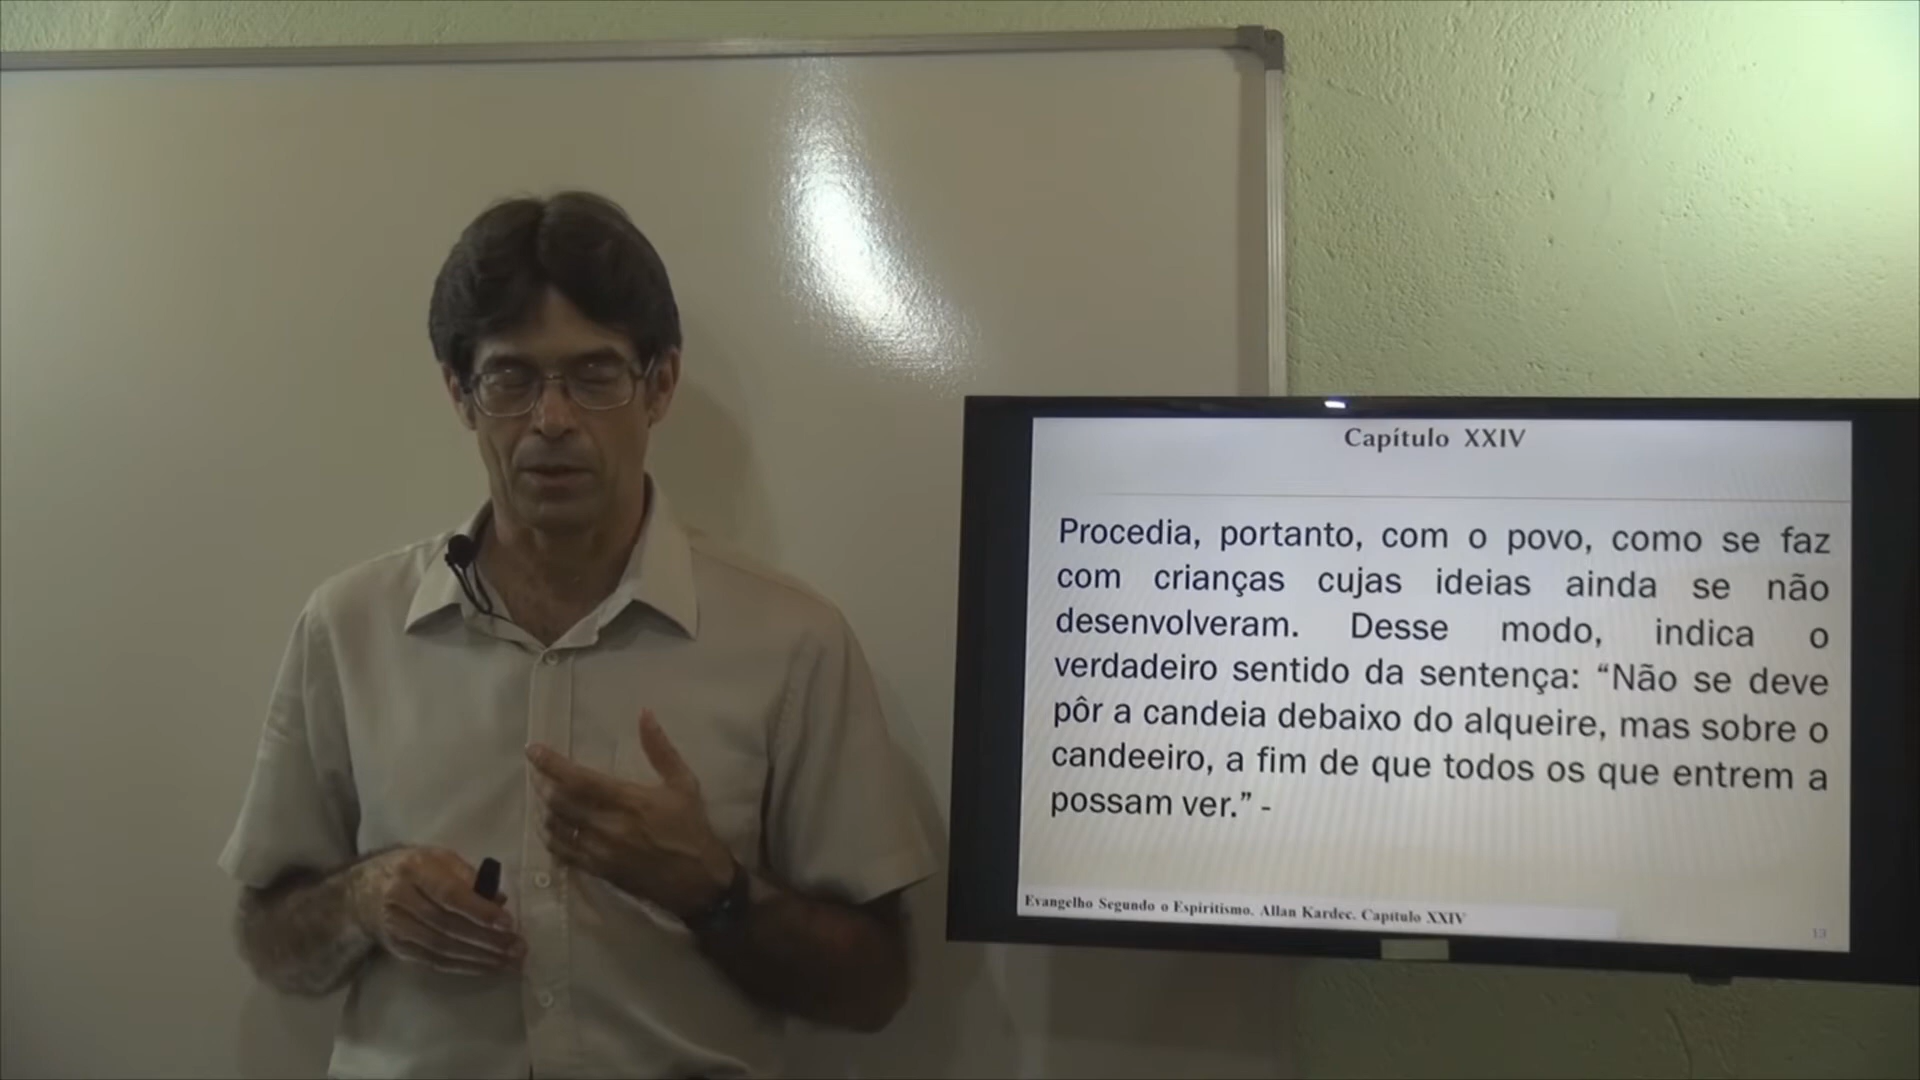 Capítulo XXIV
Procedia, portanto, com o povo, como se faz
com crianças cujas ideias ainda se não
desenvolveram. Desse modo, indica o
verdadeiro sentido da sentença: “Não se deve
pôr a candeia debaixo do alqueire, mas sobre o
candeeiro, a fim de que todos os que entrem a
possam ver.” -
Evangelho Segundo o Espiritismo. Allan Kardec. Capítulo XXIV
13